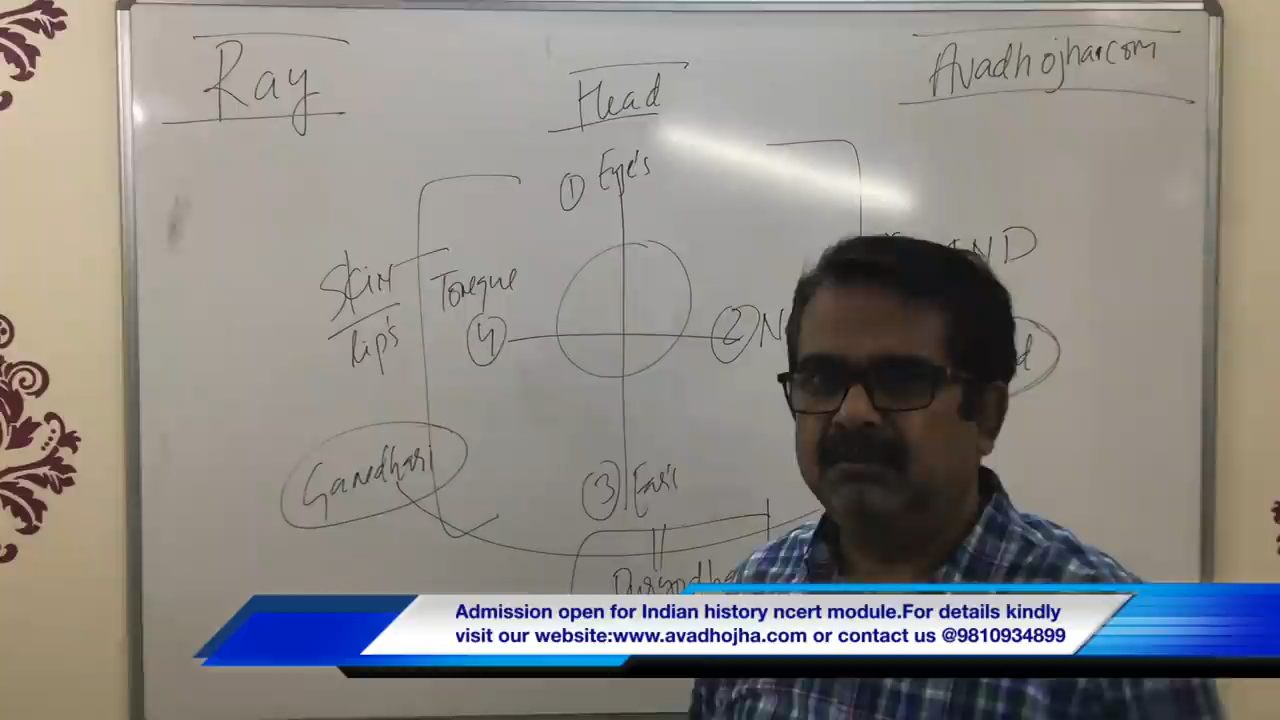 Ray
Head
Avadhojha.com
① Eye's
Skin
Lip's
Tongue
④
②
Gandhari
③ Ear's
Admission open for Indian history ncert module.For details kindly
visit our website:www.avadhojha.com or contact us @9810934899